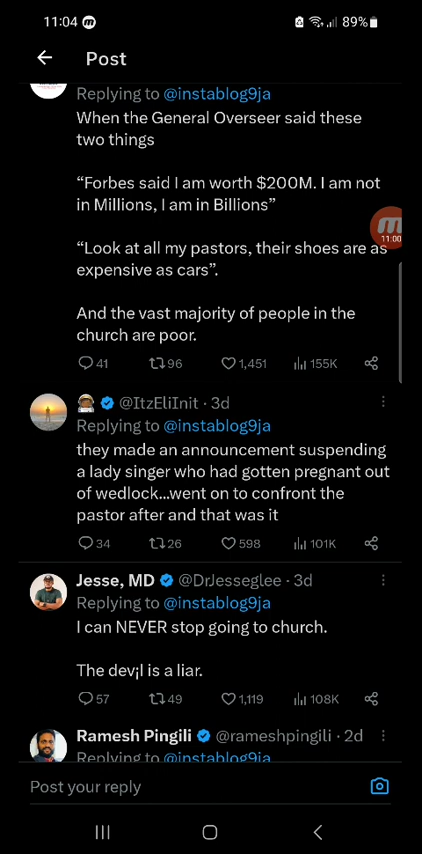 11:04
89%
Post
Replying to @instablog9ja
When the General Overseer said these
two things
“Forbes said I am worth $200M. I am not
in Millions, I am in Billions”
“Look at all my pastors, their shoes are as
expensive as cars”.
And the vast majority of people in the
church are poor.
41 96 1,451 155K
11:00
@ItzEliInit · 3d
Replying to @instablog9ja
they made an announcement suspending
a lady singer who had gotten pregnant out
of wedlock...went on to confront the
pastor after and that was it
34 26 598 101K
Jesse, MD @DrJesseglee · 3d
Replying to @instablog9ja
I can NEVER stop going to church.
The dev¡l is a liar.
57 49 1,119 108K
Ramesh Pingili @rameshpingili · 2d
Replying to @instablog9ja
Post your reply